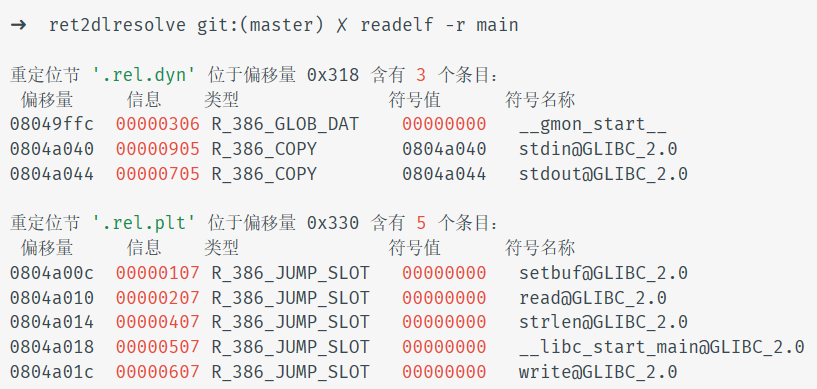 ➜ ret2dlresolve git:(master) ✗ readelf -r main
重定位节 '.rel.dyn' 位于偏移量 0x318 含有 3 个条目：
偏移量 信息 类型 符号值 符号名称
08049ffc 00000306 R_386_GLOB_DAT 00000000 __gmon_start__
0804a040 00000905 R_386_COPY 0804a040 stdin@GLIBC_2.0
0804a044 00000705 R_386_COPY 0804a044 stdout@GLIBC_2.0
重定位节 '.rel.plt' 位于偏移量 0x330 含有 5 个条目：
偏移量 信息 类型 符号值 符号名称
0804a00c 00000107 R_386_JUMP_SLOT 00000000 setbuf@GLIBC_2.0
0804a010 00000207 R_386_JUMP_SLOT 00000000 read@GLIBC_2.0
0804a014 00000407 R_386_JUMP_SLOT 00000000 strlen@GLIBC_2.0
0804a018 00000507 R_386_JUMP_SLOT 00000000 __libc_start_main@GLIBC_2.0
0804a01c 00000607 R_386_JUMP_SLOT 00000000 write@GLIBC_2.0